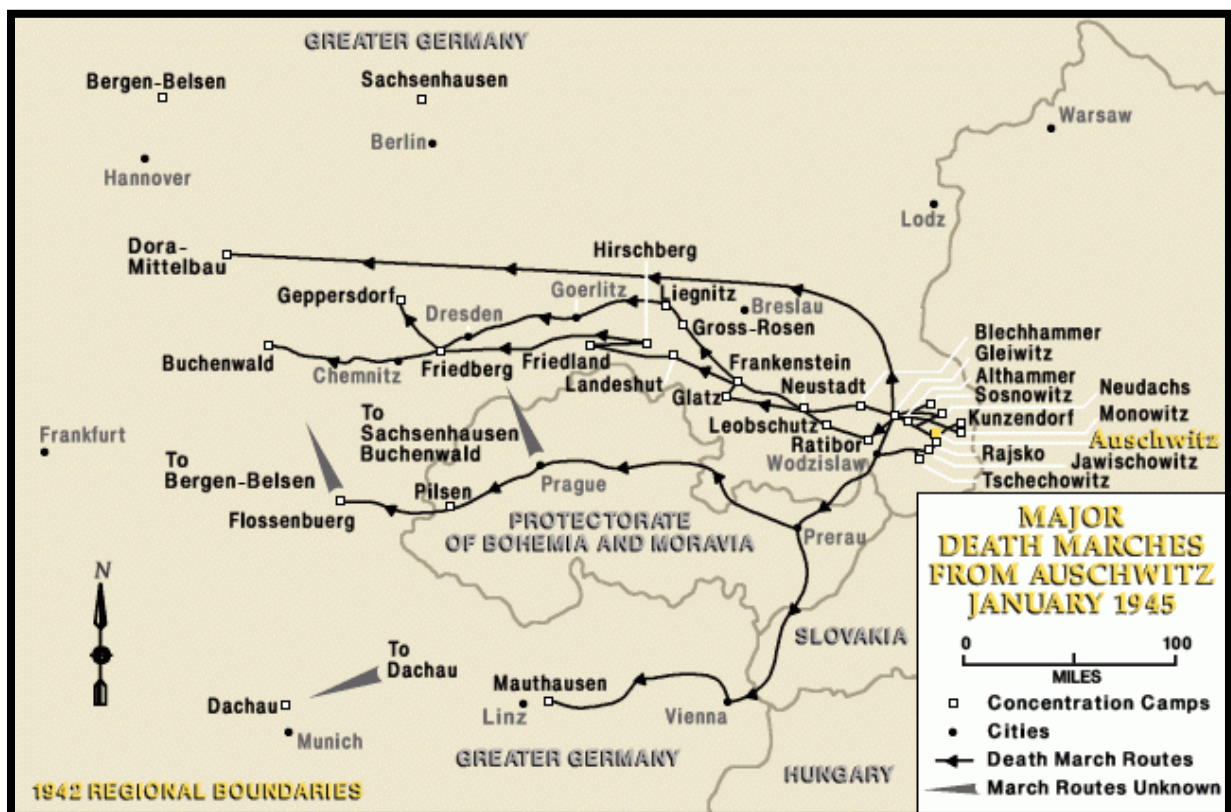 GREATER GERMANY
Bergen-Belsen
Sachsenhausen
Warsaw
Berlin
Hannover
Lodz
Dora-
Mittelbau
Hirschberg
Geppersdorf
Dresden
Goerlitz
Liegnitz
Breslau
Gross-Rosen
Buchenwald
Chemnitz
Friedberg
Friedland
Landeshut
Frankenstein
Glatz
Neustadt
Leobschutz
Ratibor
Wodzislaw
Blechhammer
Gleiwitz
Althammer
Sosnowitz
Neudachs
Kunzendorf
Monowitz
Auschwitz
Rajsko
Jawischowitz
Tschechowitz
Frankfurt
To
Bergen-Belsen
To
Sachsenhausen
Buchenwald
Flossenbuerg
Pilsen
Prague
PROTECTORATE
OF BOHEMIA AND MORAVIA
Prerau
N
SLOVAKIA
To
Dachau
Dachau
Munich
Mauthausen
Linz
Vienna
GREATER GERMANY
HUNGARY
1942 REGIONAL BOUNDARIES
MAJOR
DEATH MARCHES
FROM AUSCHWITZ
JANUARY 1945
0 100
MILES
Concentration Camps
Cities
Death March Routes
March Routes Unknown